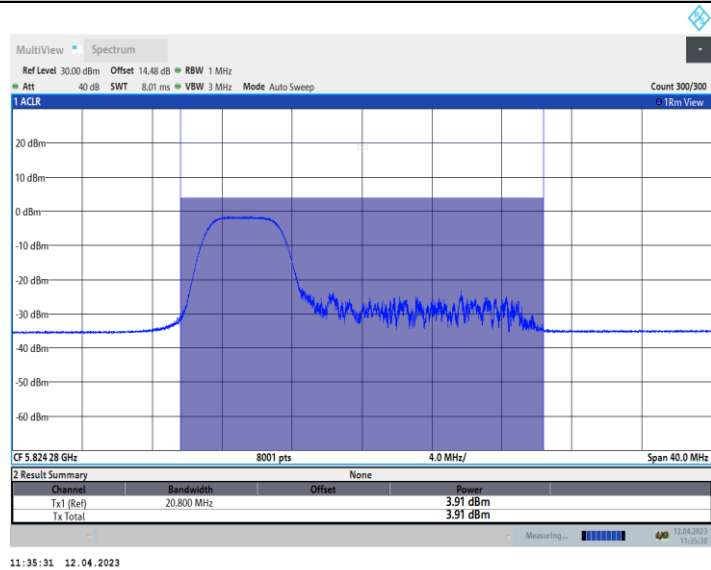 MultiView Spectrum
Ref Level 30.00 dBm Offset 14.48 dB RBW 1 MHz
Att 40 dB SWT 8.01 ms VBW 3 MHz Mode Auto Sweep Count 300/300
1 ACLR 1Rm View
20 dBm
10 dBm
0 dBm
-10 dBm
-20 dBm
-30 dBm
-40 dBm
-50 dBm
-60 dBm
CF 5.824 28 GHz 8001 pts 4.0 MHz/ Span 40.0 MHz
2 Result Summary None
Channel Bandwidth Offset Power
Tx1 (Ref) 20.800 MHz 3.91 dBm
Tx Total 3.91 dBm
Measuring... 12.04.2023
11:35:30
11:35:31 12.04.2023